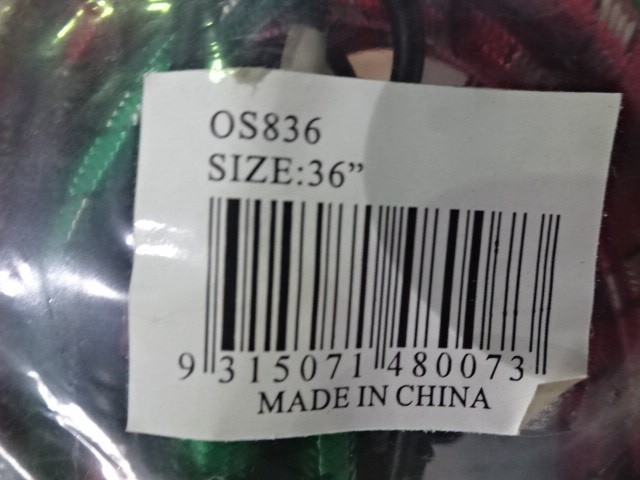 OS836
SIZE:36”
9 315071 480073
MADE IN CHINA